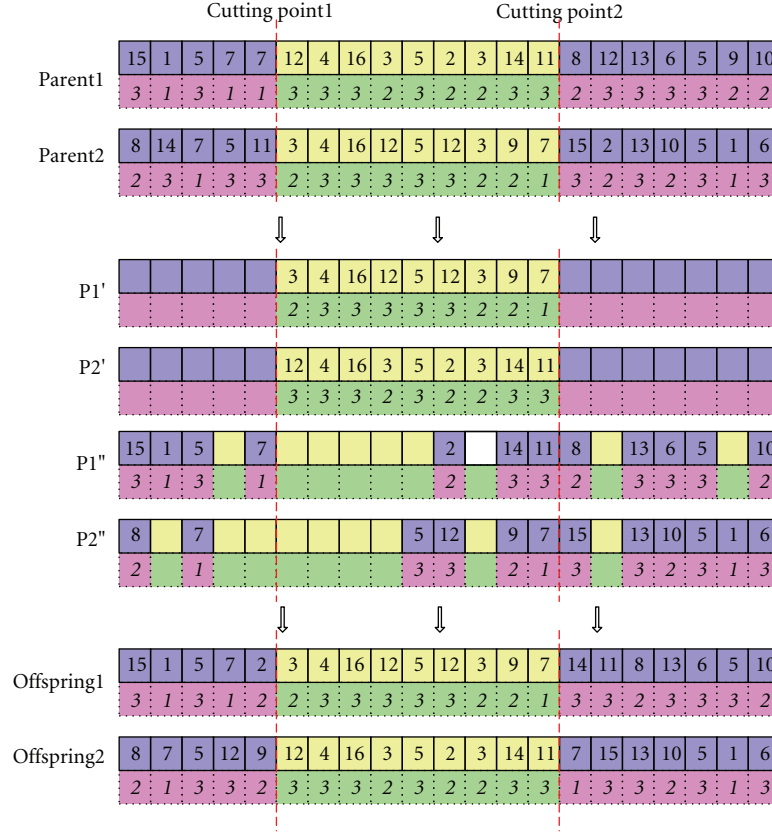 Cutting point1 Cutting point2
Parent1 15 1 5 7 7 12 4 16 3 5 2 3 14 11 8 12 13 6 5 9 10
3 1 3 1 1 3 3 3 2 3 2 2 3 3 2 3 3 3 3 2 2
Parent2 8 14 7 5 11 3 4 16 12 5 12 3 9 7 15 2 13 10 5 1 6
2 3 1 3 3 2 3 3 3 3 3 2 2 1 3 2 3 2 3 1 3
P1' 3 4 16 12 5 12 3 9 7
2 3 3 3 3 3 2 2 1
P2' 12 4 16 3 5 2 3 14 11
3 3 3 2 3 2 2 3 3
P1" 15 1 5 7 2 14 11 8 13 6 5 10
3 1 3 1 2 3 3 2 3 3 3 2
P2" 8 7 5 12 9 7 15 13 10 5 1 6
2 1 3 3 2 1 3 3 2 3 1 3
Offspring1 15 1 5 7 2 3 4 16 12 5 12 3 9 7 14 11 8 13 6 5 10
3 1 3 1 2 2 3 3 3 3 3 2 2 1 3 3 2 3 3 3 2
Offspring2 8 7 5 12 9 12 4 16 3 5 2 3 14 11 7 15 13 10 5 1 6
2 1 3 3 2 3 3 3 2 3 2 2 3 3 1 3 3 2 3 1 3